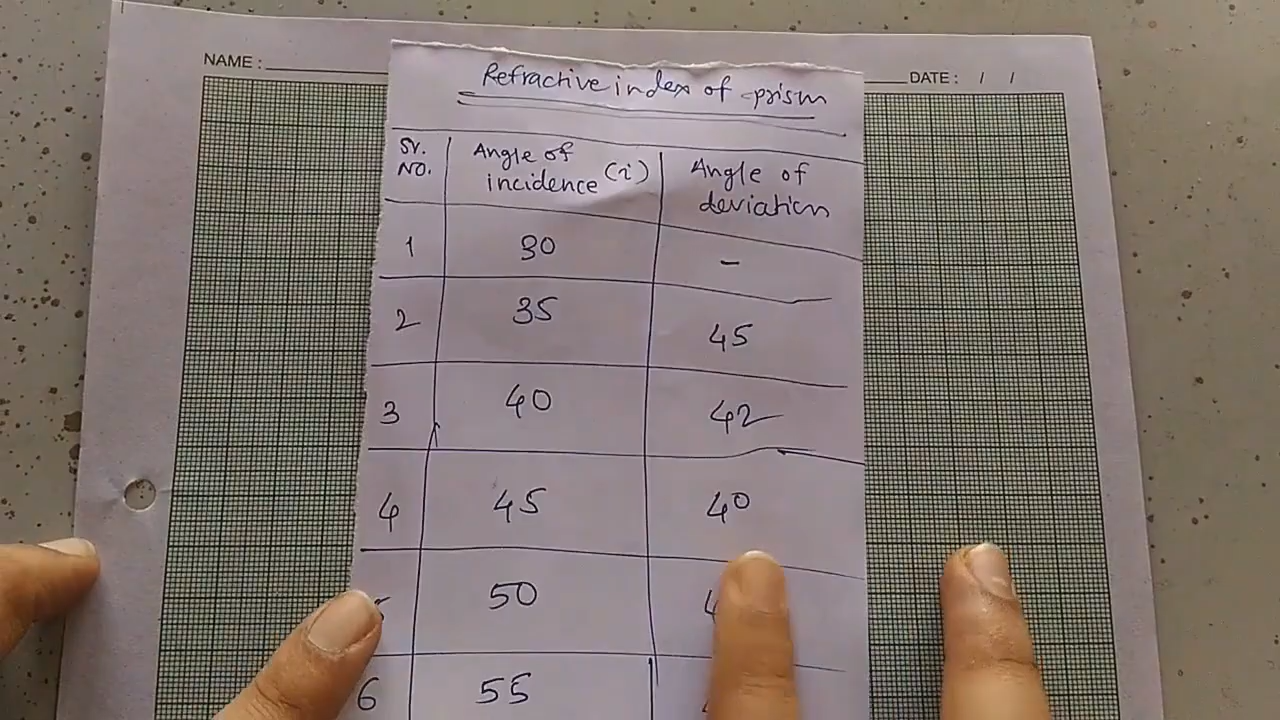 NAME : DATE : / /
Refractive index of prism
Sr. NO. Angle of incidence (i) Angle of deviation
1 30 -
2 35 45
3 40 42
4 45 40
50
6 55